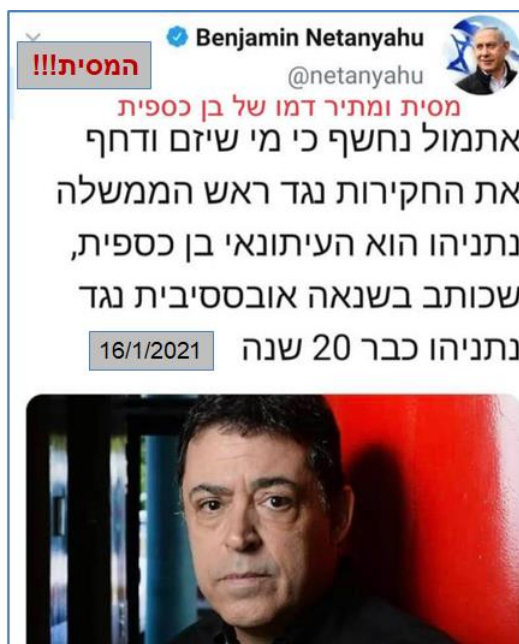 Benjamin Netanyahu
המסית!!!
@netanyahu
מסית ומתיר דמו של בן כספית
אתמול נחשף כי מי שיזם ודחף
את החקירות נגד ראש הממשלה
נתניהו הוא העיתונאי בן כספית,
שכותב בשנאה אובססיבית נגד
נתניהו כבר 20 שנה
16/1/2021